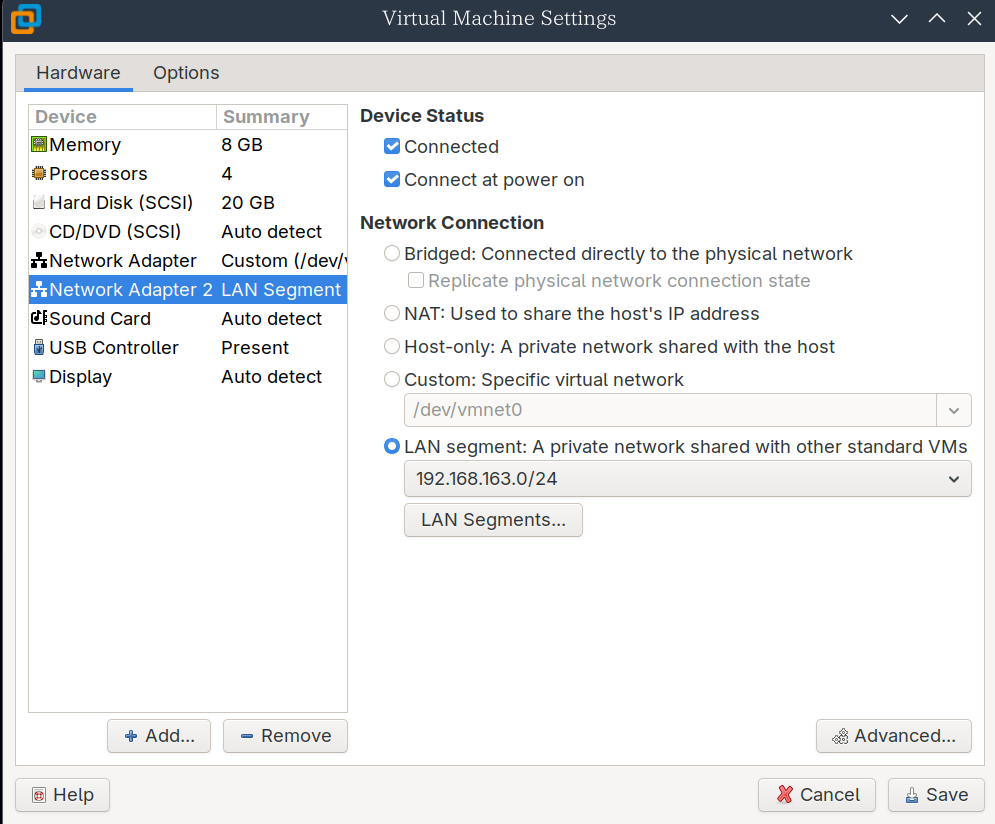 Virtual Machine Settings
Hardware Options
Device Summary
Memory 8 GB
Processors 4
Hard Disk (SCSI) 20 GB
CD/DVD (SCSI) Auto detect
Network Adapter Custom (/dev/
Network Adapter 2 LAN Segment
Sound Card Auto detect
USB Controller Present
Display Auto detect
Add...
Remove
Device Status
Connected
Connect at power on
Network Connection
Bridged: Connected directly to the physical network
Replicate physical network connection state
NAT: Used to share the host's IP address
Host-only: A private network shared with the host
Custom: Specific virtual network
/dev/vmnet0
LAN segment: A private network shared with other standard VMs
192.168.163.0/24
LAN Segments...
Advanced...
Help
Cancel
Save